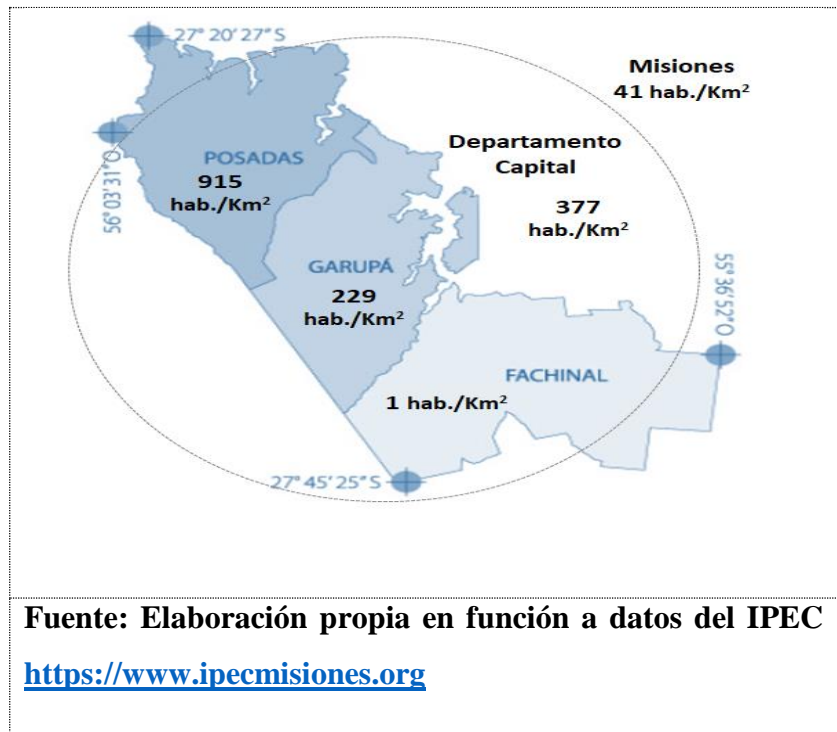 27° 20' 27" S
Misiones
41 hab./Km²
56° 03' 31" O
POSADAS
915
hab./Km²
Departamento
Capital
377
hab./Km²
GARUPÁ
229
hab./Km²
55° 36' 52" O
FACHINAL
1 hab./Km²
27° 45' 25" S
Fuente: Elaboración propia en función a datos del IPEC
https://www.ipecmisiones.org